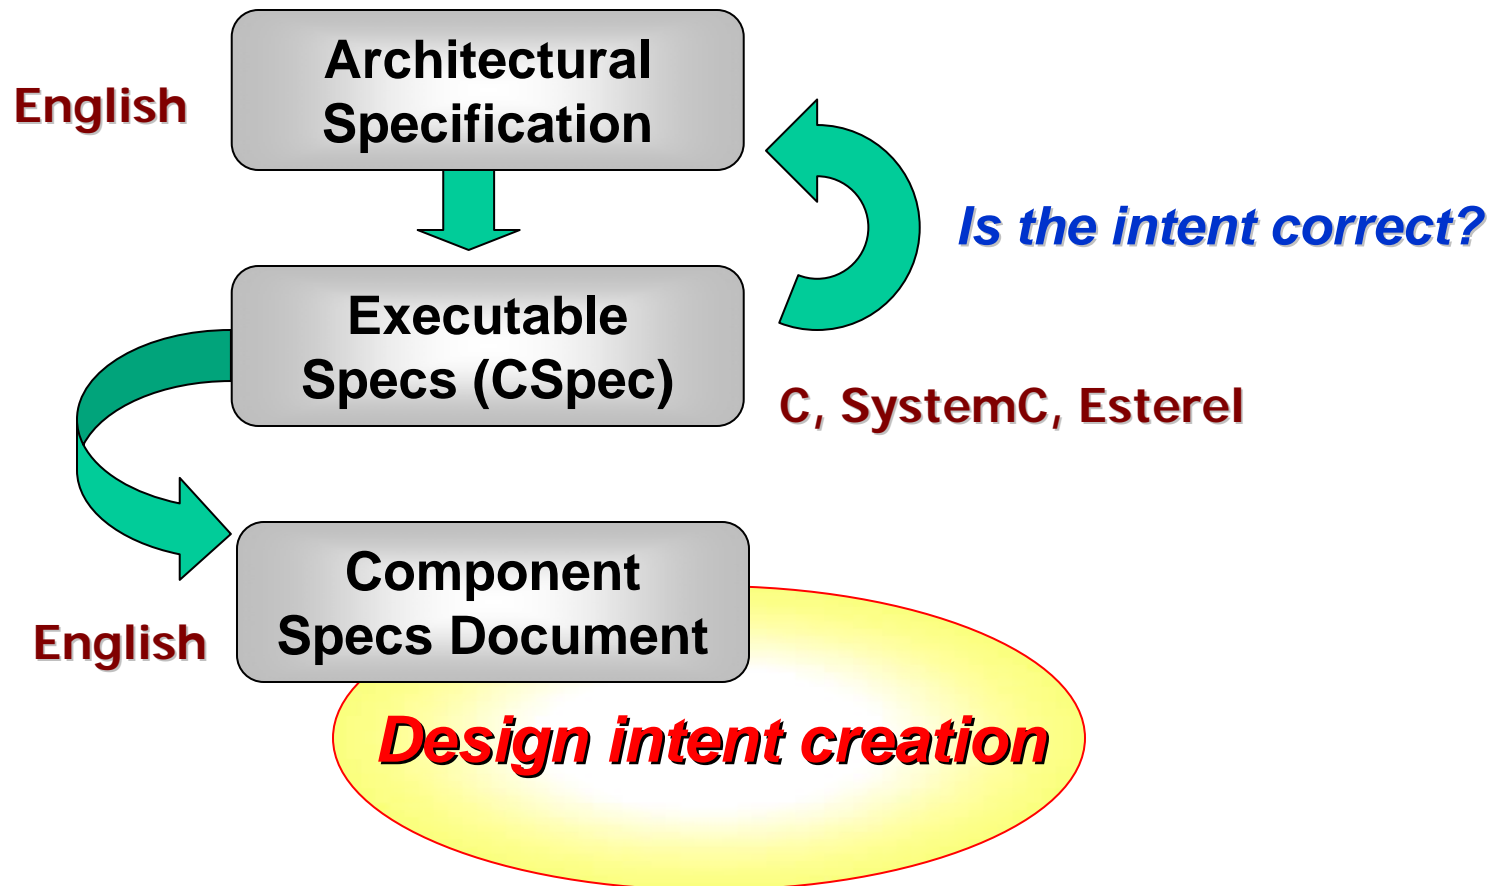 Architectural
Specification
English
Is the intent correct?
Executable
Specs (CSpec)
C, SystemC, Esterel
Component
Specs Document
English
Design intent creation